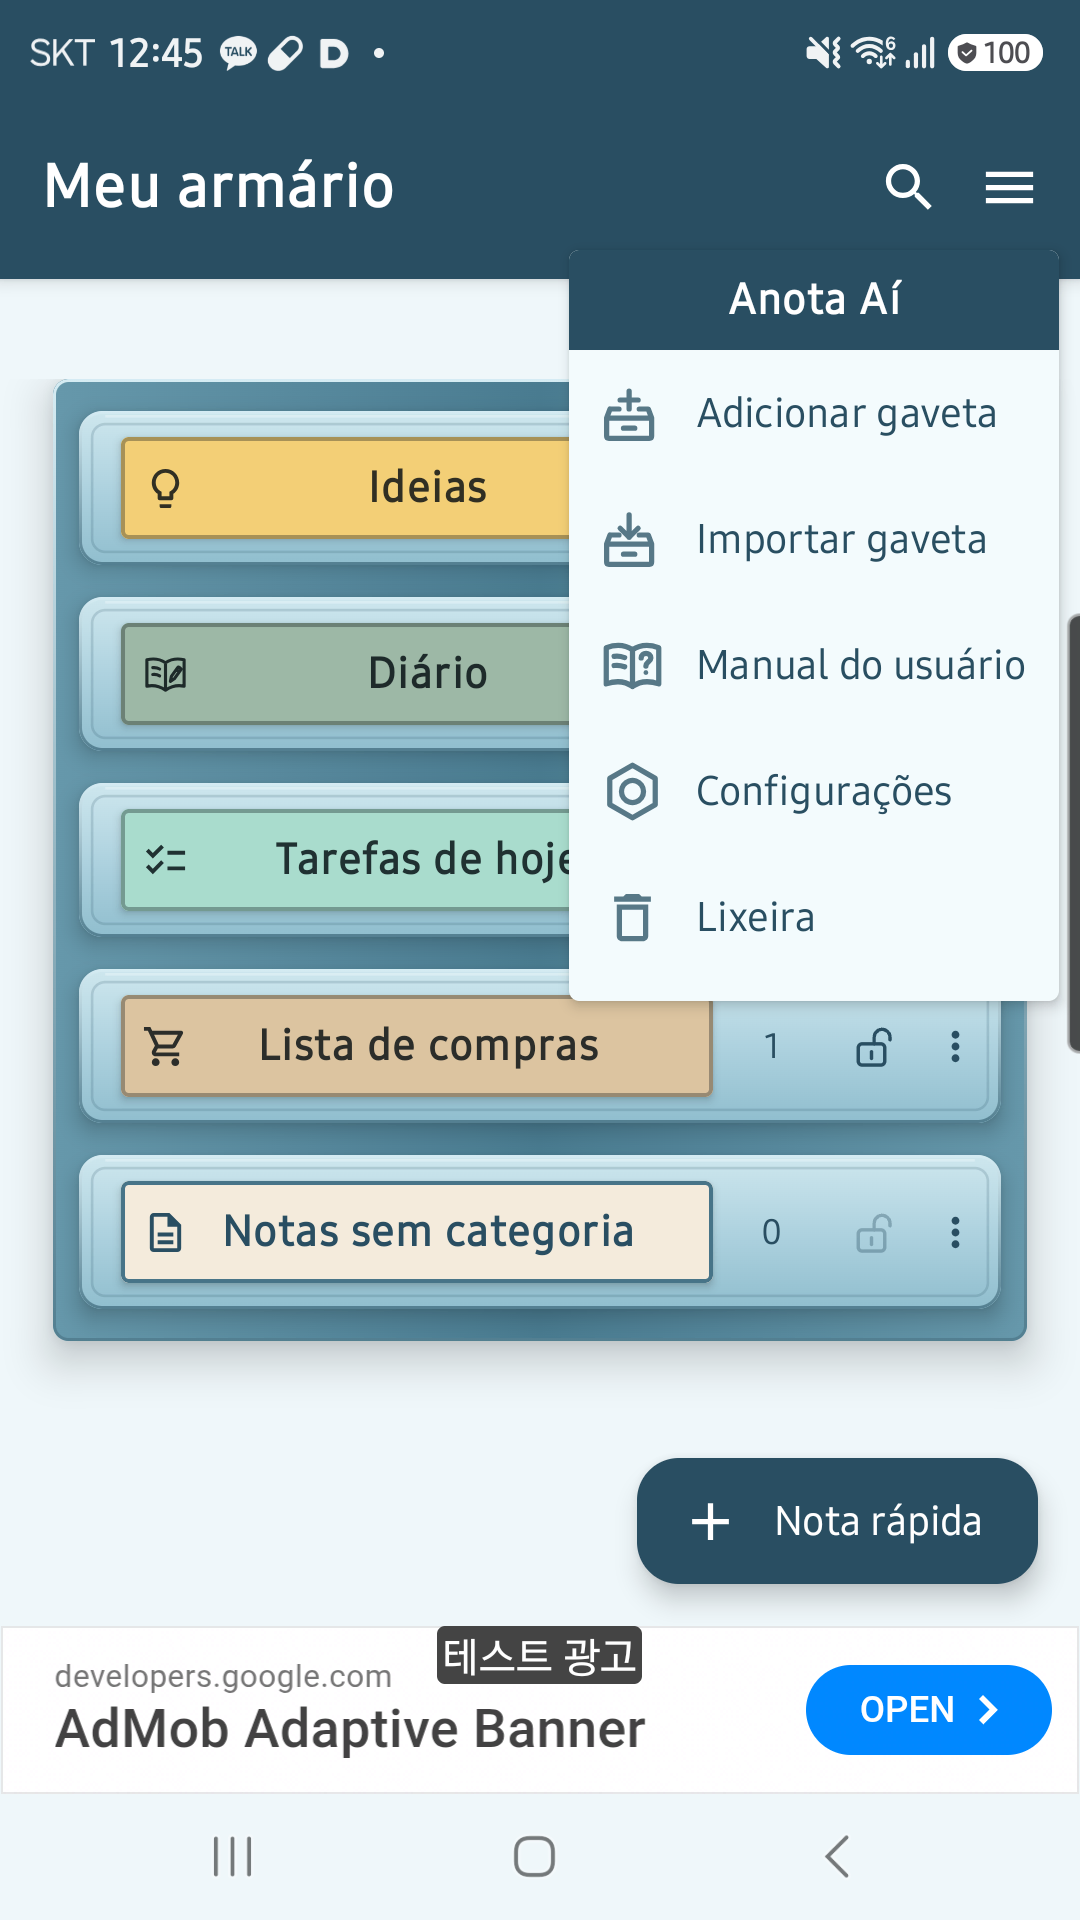 SKT 12:45 TALK D 6 100
Meu armário
Anota Aí
Adicionar gaveta
Importar gaveta
Manual do usuário
Configurações
Lixeira
Ideias
Diário
Tarefas de hoje
Lista de compras 1
Notas sem categoria 0
Nota rápida
테스트 광고
developers.google.com
AdMob Adaptive Banner
OPEN